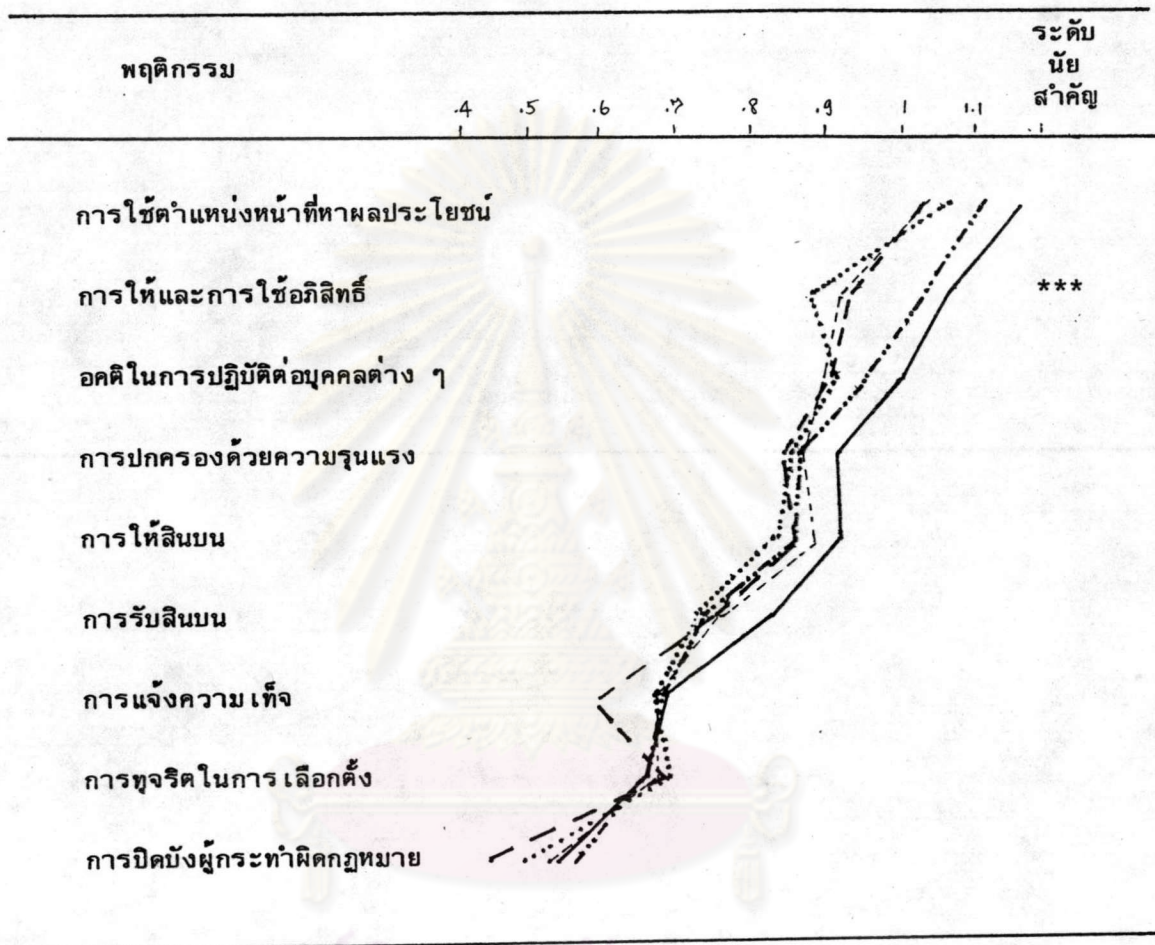 ระดับ
นัย
สำคัญ
พฤติกรรม
.4 .5 .6 .7 .8 .9 1 1.1
การใช้ตำแหน่งหน้าที่หาผลประโยชน์
การให้และการใช้อภิสิทธิ์ ***
อคติในการปฏิบัติต่อบุคคลต่าง ๆ
การปกครองด้วยความรุนแรง
การให้สินบน
การรับสินบน
การแจ้งความเท็จ
การทุจริตในการเลือกตั้ง
การปิดบังผู้กระทำผิดกฎหมาย